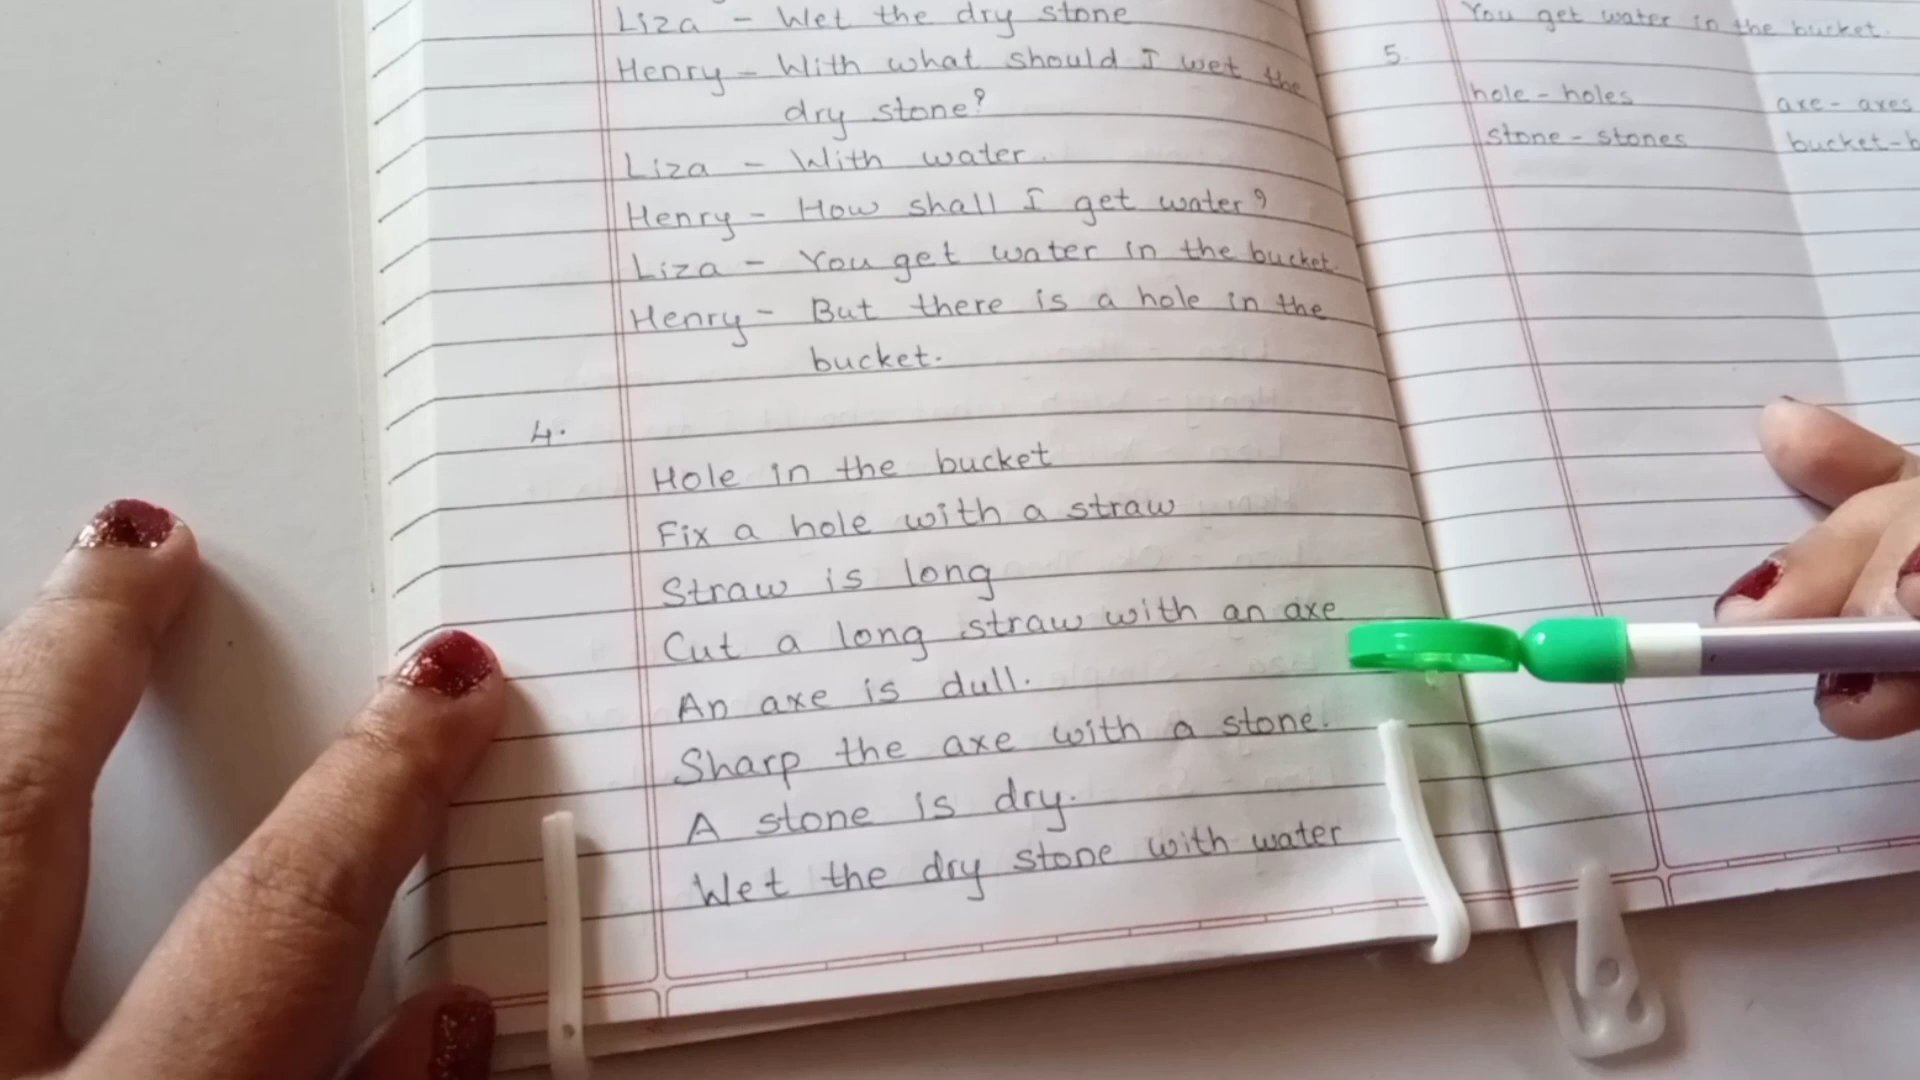 Liza - Wet the dry stone
Henry - With what should I wet the
dry stone?
Liza - With water.
Henry - How shall I get water?
Liza - You get water in the bucket.
Henry - But there is a hole in the
bucket.
4.
Hole in the bucket
Fix a hole with a straw
Straw is long
Cut a long straw with an axe
An axe is dull.
Sharp the axe with a stone.
A stone is dry.
Wet the dry stone with water
You get water in the bucket.
5.
hole - holes axe - axes
stone - stones bucket - b